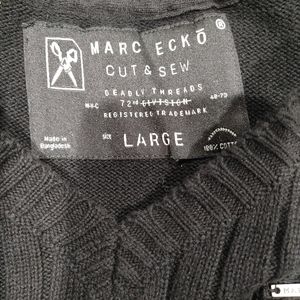 MARC ECKŌ ®
CUT & SEW
DEADLY THREADS
72nd DIVISION
REGISTERED TRADEMARK
Made in
Bangladesh
SIZE LARGE
100% COTTON